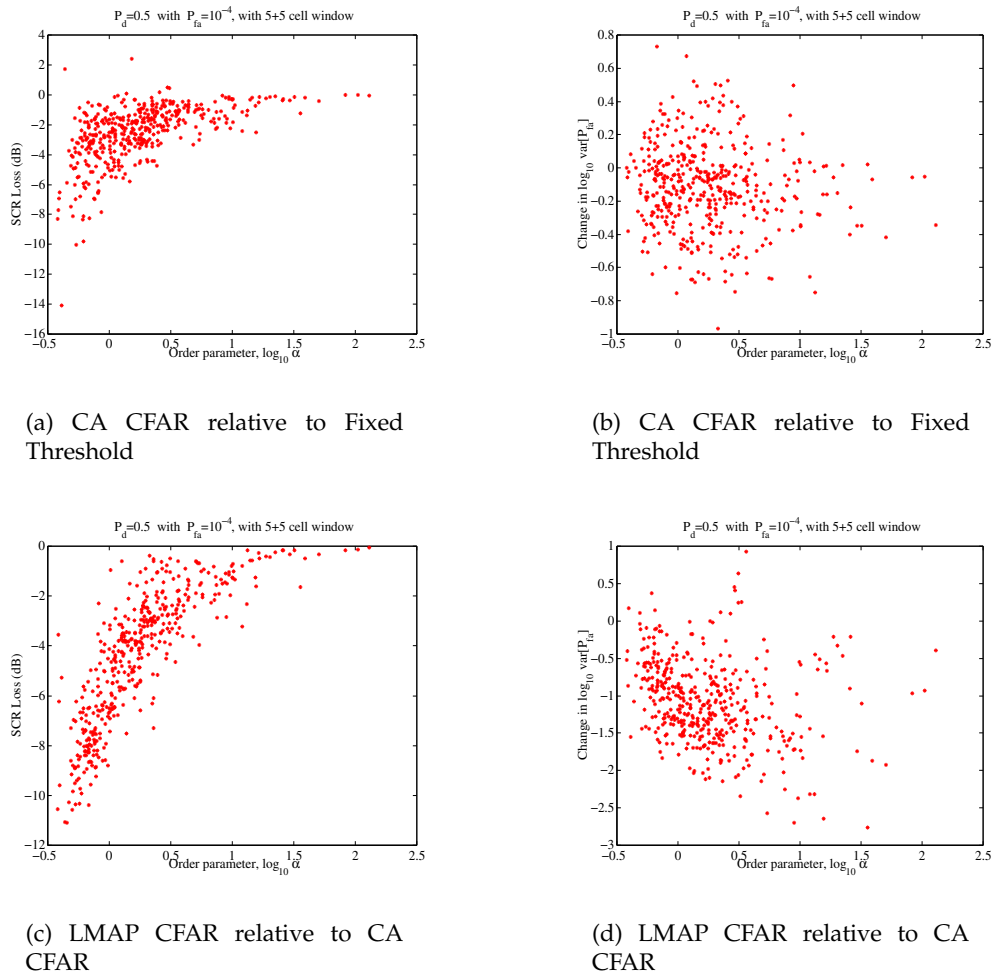 P_d=0.5 with P_fa=10^-4, with 5+5 cell window
4
2
0
−2
−4
−6
−8
−10
−12
−14
−16
SCR Loss (dB)
−0.5 0 0.5 1 1.5 2 2.5
Order parameter, log_10 α
(a) CA CFAR relative to Fixed
Threshold
P_d=0.5 with P_fa=10^-4, with 5+5 cell window
0.8
0.6
0.4
0.2
0
−0.2
−0.4
−0.6
−0.8
−1
Change in log_10 var[P_fa]
−0.5 0 0.5 1 1.5 2 2.5
Order parameter, log_10 α
(b) CA CFAR relative to Fixed
Threshold
P_d=0.5 with P_fa=10^-4, with 5+5 cell window
0
−2
−4
−6
−8
−10
−12
SCR Loss (dB)
−0.5 0 0.5 1 1.5 2 2.5
Order parameter, log_10 α
(c) LMAP CFAR relative to CA
CFAR
P_d=0.5 with P_fa=10^-4, with 5+5 cell window
1
0.5
0
−0.5
−1
−1.5
−2
−2.5
−3
Change in log_10 var[P_fa]
−0.5 0 0.5 1 1.5 2 2.5
Order parameter, log_10 α
(d) LMAP CFAR relative to CA
CFAR